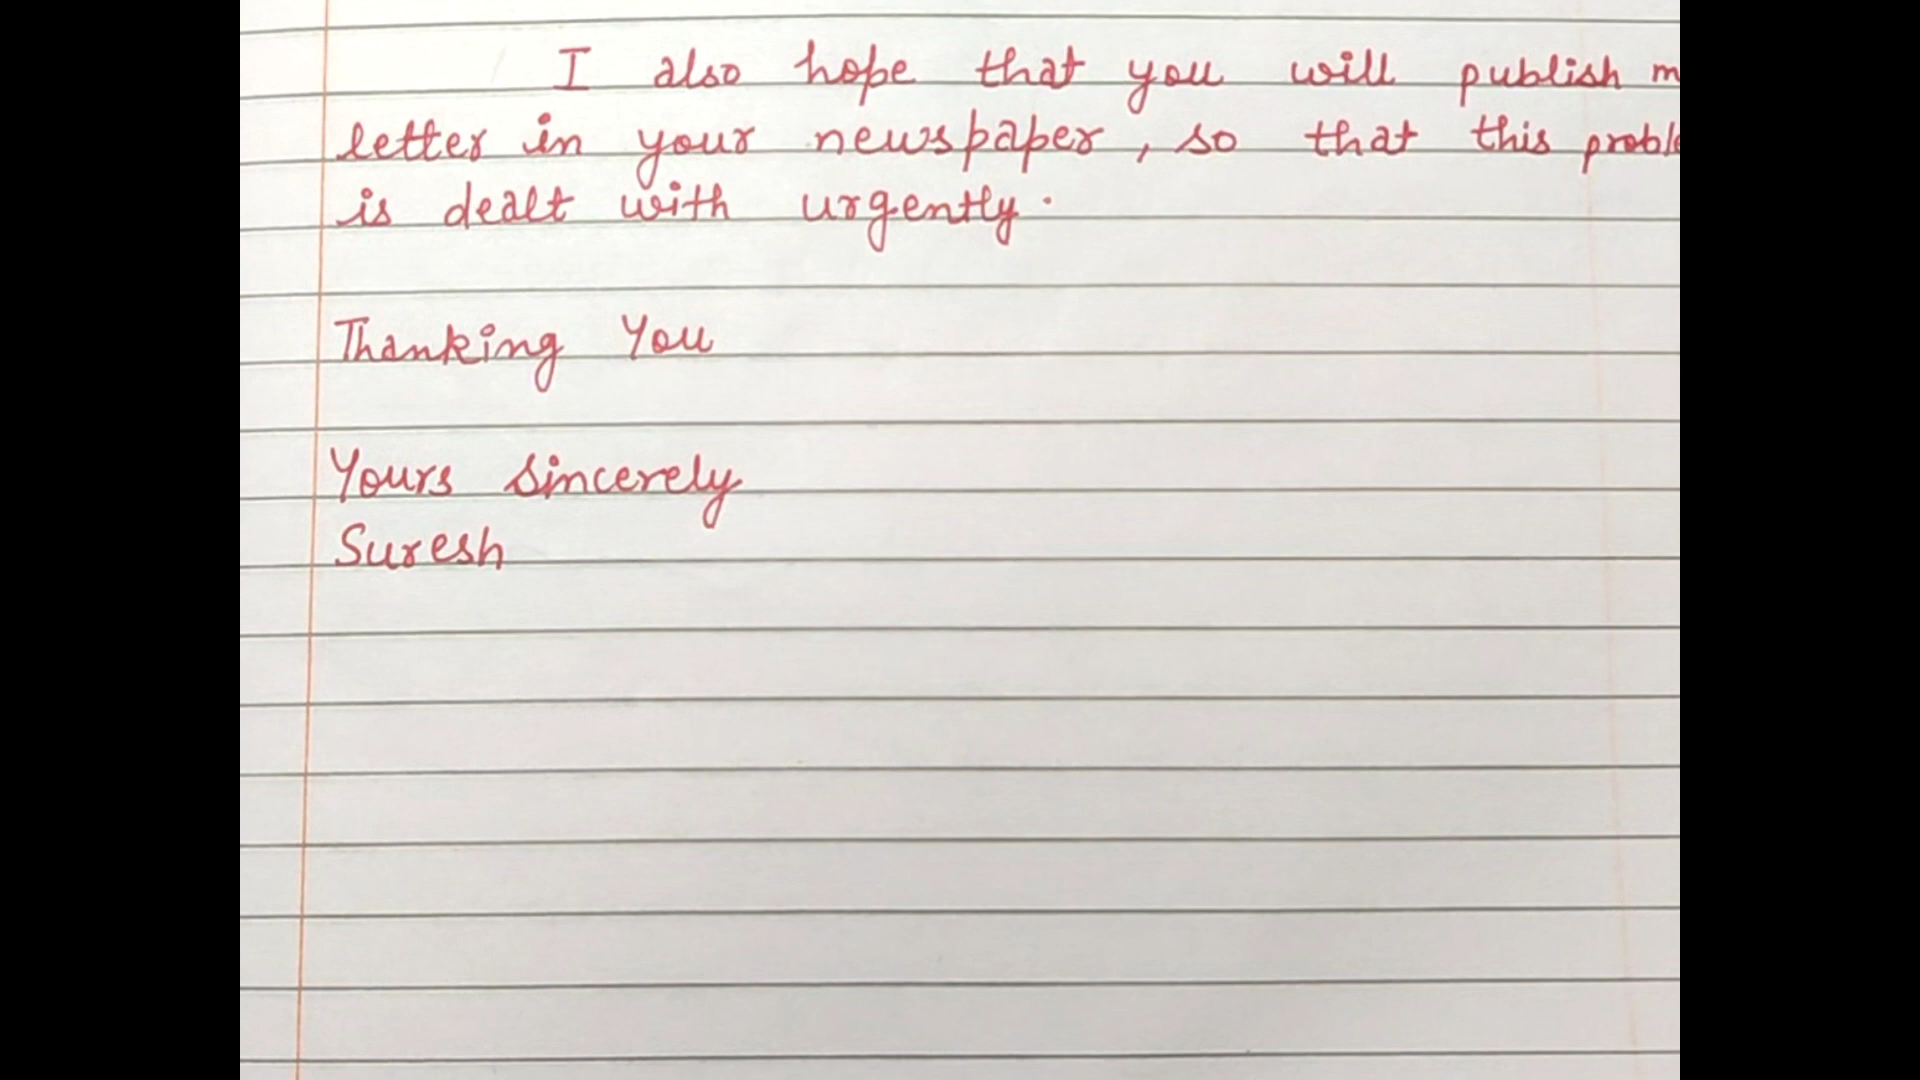 I also hope that you will publish m
letter in your newspaper, so that this proble
is dealt with urgently.
Thanking You
Yours sincerely
Suresh